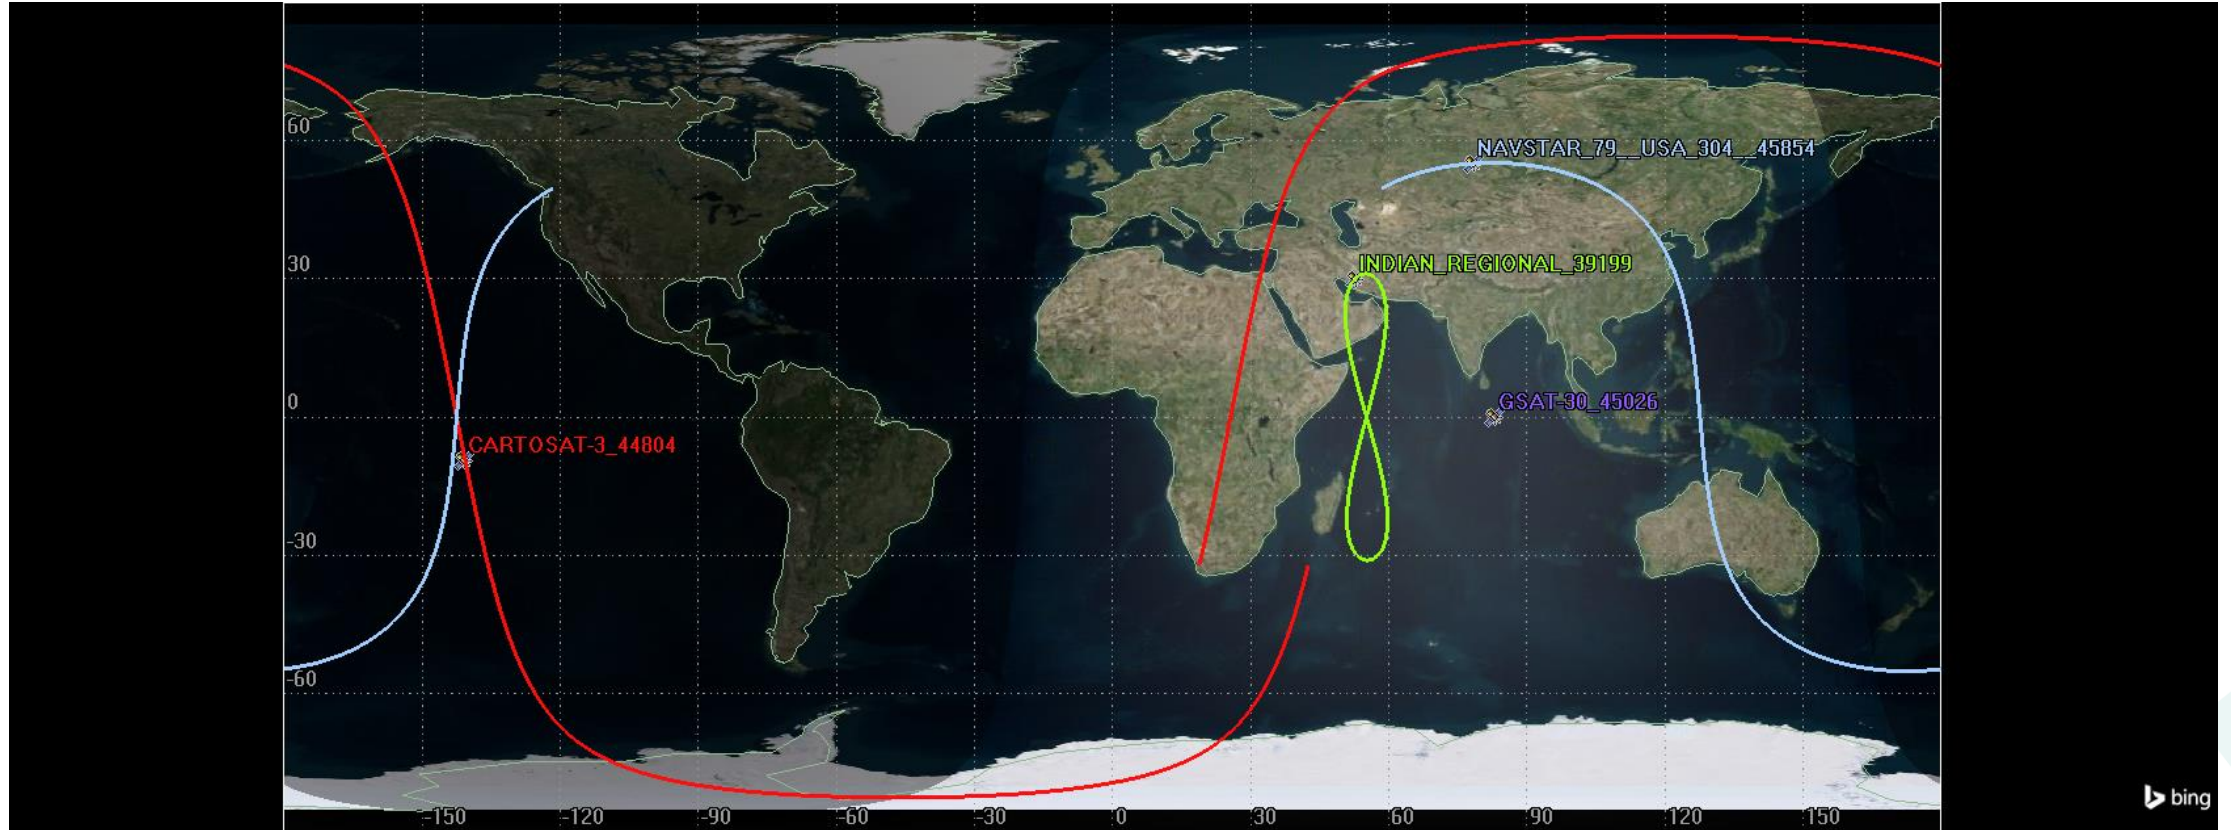 60
NAVSTAR_79__USA_304__45854
30
INDIAN_REGIONAL_39199
0
GSAT-30_45026
CARTOSAT-3_44804
-30
-60
-150 -120 -90 -60 -30 0 30 60 90 120 150
bing